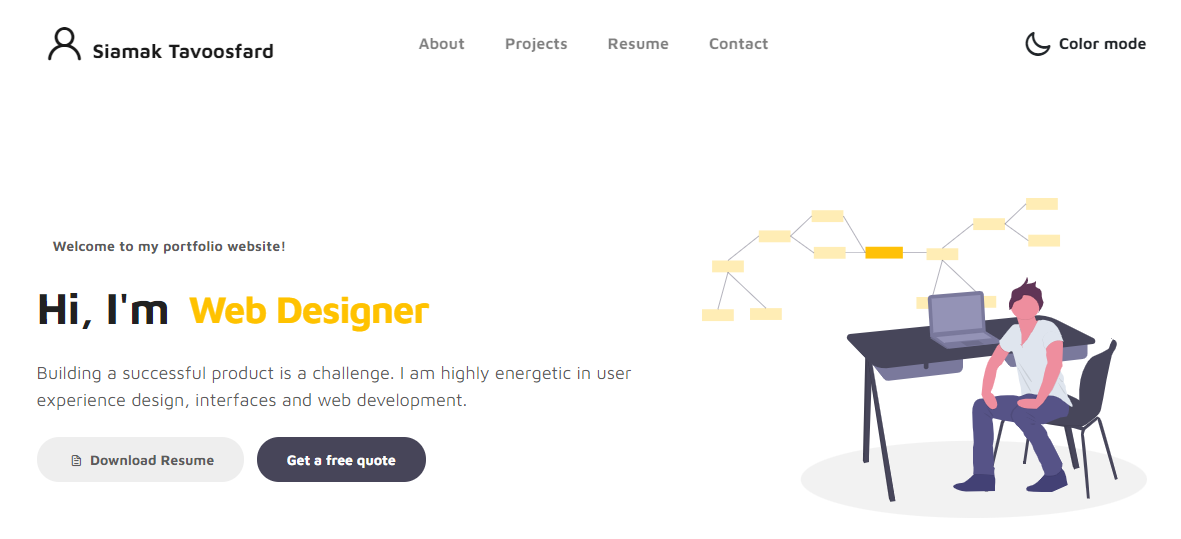 Siamak Tavoosfard
About Projects Resume Contact
Color mode
Welcome to my portfolio website!
Hi, I'm Web Designer
Building a successful product is a challenge. I am highly energetic in user
experience design, interfaces and web development.
Download Resume
Get a free quote